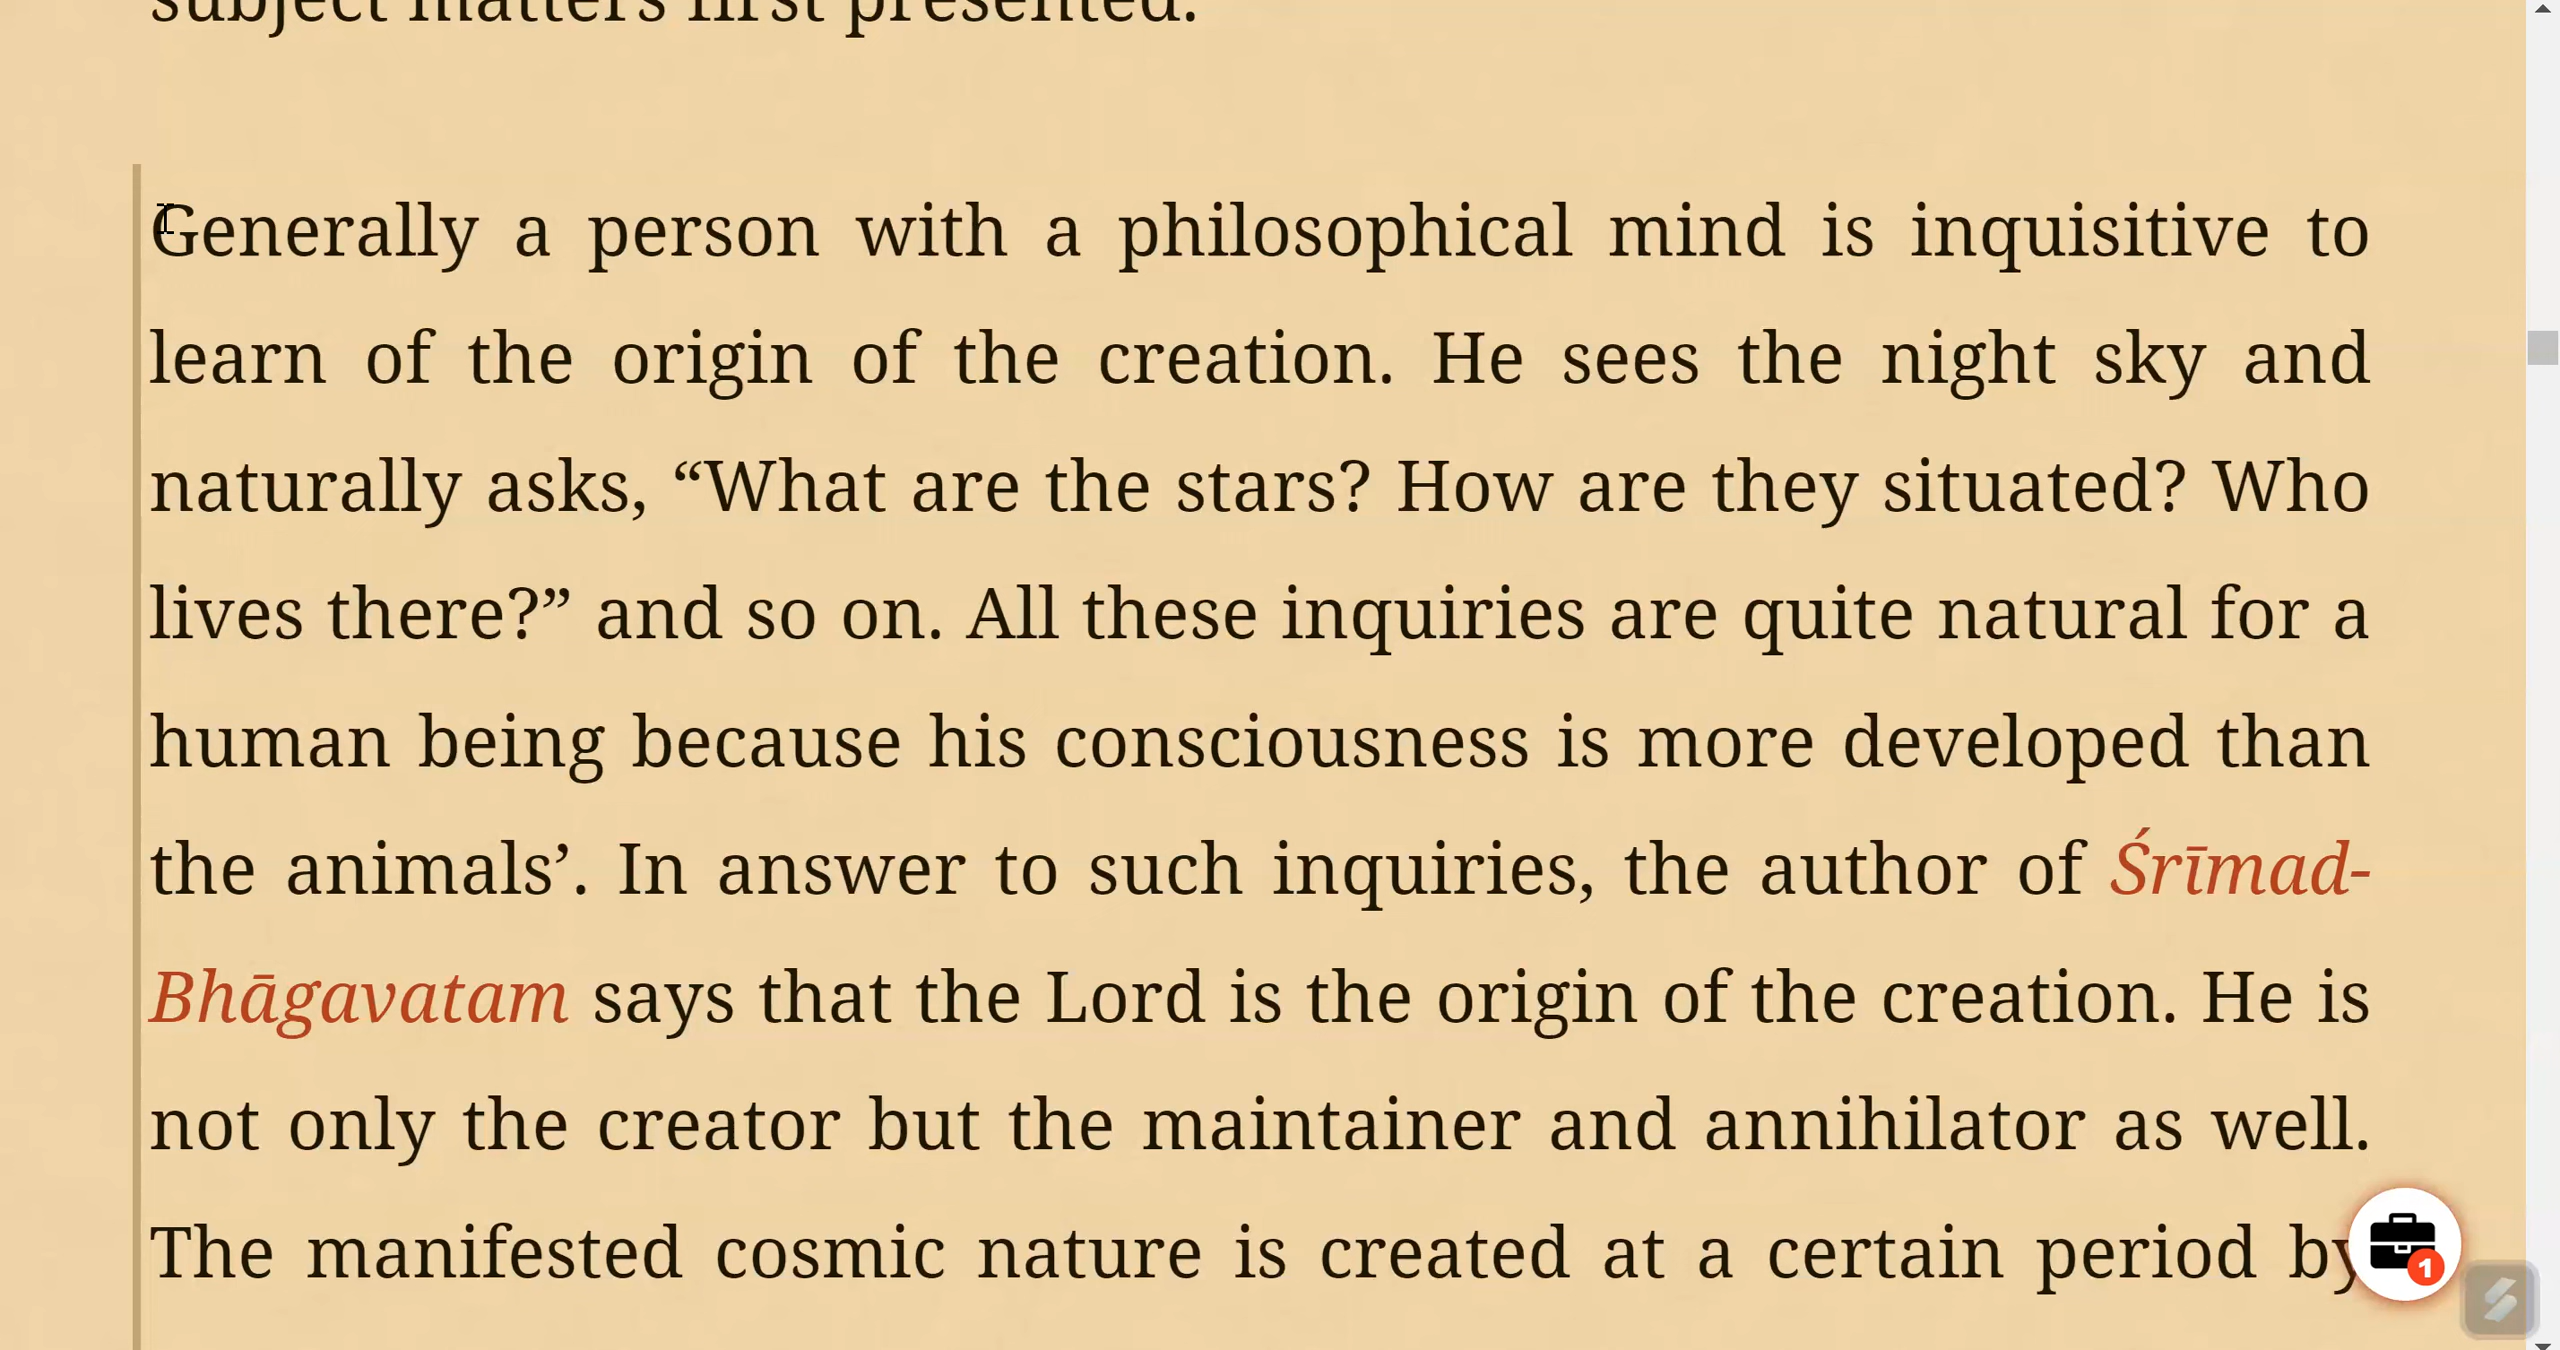 subject matters first presented.
Generally a person with a philosophical mind is inquisitive to
learn of the origin of the creation. He sees the night sky and
naturally asks, “What are the stars? How are they situated? Who
lives there?” and so on. All these inquiries are quite natural for a
human being because his consciousness is more developed than
the animals’. In answer to such inquiries, the author of Śrīmad-
Bhāgavatam says that the Lord is the origin of the creation. He is
not only the creator but the maintainer and annihilator as well.
The manifested cosmic nature is created at a certain period by
1